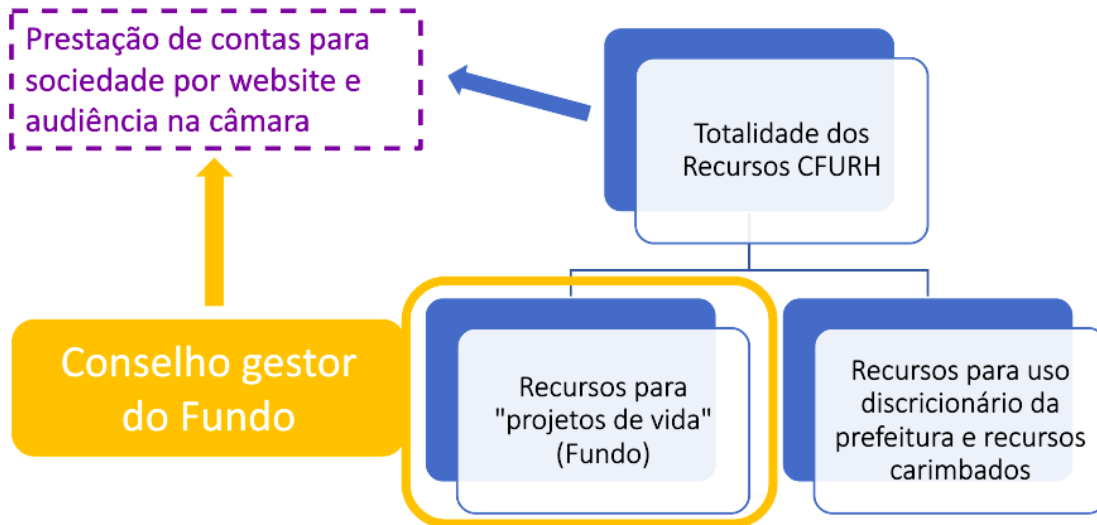 Prestação de contas para
sociedade por website e
audiência na câmara
Totalidade dos
Recursos CFURH
Conselho gestor
do Fundo
Recursos para
"projetos de vida"
(Fundo)
Recursos para uso
discricionário da
prefeitura e recursos
carimbados